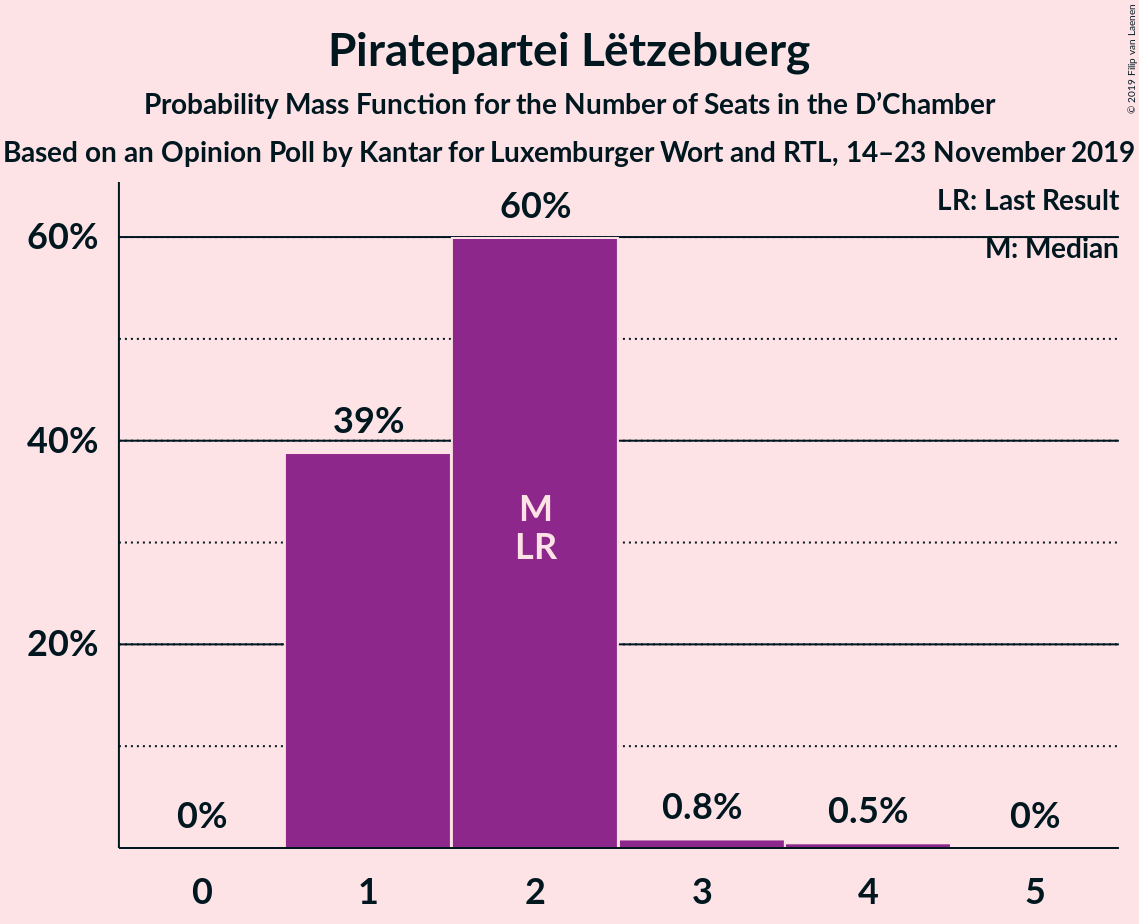 Piratepartei Lëtzebuerg
Probability Mass Function for the Number of Seats in the D’Chamber
Based on an Opinion Poll by Kantar for Luxemburger Wort and RTL, 14–23 November 2019
© 2019 Filip van Laenen
LR: Last Result
M: Median
60%
40%
20%
0%
39%
60%
M
LR
0.8%
0.5%
0%
0 1 2 3 4 5